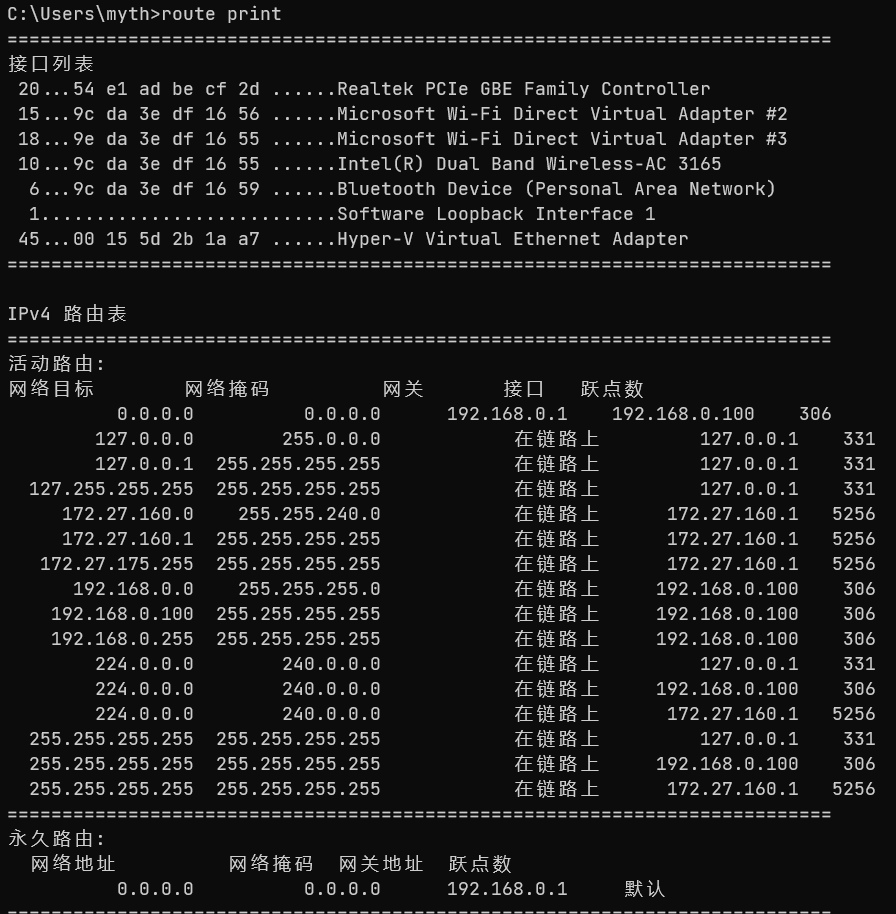 C:\Users\myth>route print
===========================================================================
接口列表
 20...54 e1 ad be cf 2d ......Realtek PCIe GBE Family Controller
 15...9c da 3e df 16 56 ......Microsoft Wi-Fi Direct Virtual Adapter #2
 18...9e da 3e df 16 55 ......Microsoft Wi-Fi Direct Virtual Adapter #3
 10...9c da 3e df 16 55 ......Intel(R) Dual Band Wireless-AC 3165
  6...9c da 3e df 16 59 ......Bluetooth Device (Personal Area Network)
  1...........................Software Loopback Interface 1
 45...00 15 5d 2b 1a a7 ......Hyper-V Virtual Ethernet Adapter
===========================================================================
IPv4 路由表
===========================================================================
活动路由:
网络目标        网络掩码          网关       接口   跃点数
          0.0.0.0          0.0.0.0      192.168.0.1    192.168.0.100    306
        127.0.0.0        255.0.0.0            在链路上         127.0.0.1    331
        127.0.0.1  255.255.255.255            在链路上         127.0.0.1    331
  127.255.255.255  255.255.255.255            在链路上         127.0.0.1    331
     172.27.160.0    255.255.240.0            在链路上      172.27.160.1   5256
     172.27.160.1  255.255.255.255            在链路上      172.27.160.1   5256
   172.27.175.255  255.255.255.255            在链路上      172.27.160.1   5256
      192.168.0.0    255.255.255.0            在链路上     192.168.0.100    306
    192.168.0.100  255.255.255.255            在链路上     192.168.0.100    306
    192.168.0.255  255.255.255.255            在链路上     192.168.0.100    306
        224.0.0.0        240.0.0.0            在链路上         127.0.0.1    331
        224.0.0.0        240.0.0.0            在链路上     192.168.0.100    306
        224.0.0.0        240.0.0.0            在链路上      172.27.160.1   5256
  255.255.255.255  255.255.255.255            在链路上         127.0.0.1    331
  255.255.255.255  255.255.255.255            在链路上     192.168.0.100    306
  255.255.255.255  255.255.255.255            在链路上      172.27.160.1   5256
===========================================================================
永久路由:
  网络地址          网络掩码  网关地址  跃点数
          0.0.0.0          0.0.0.0      192.168.0.1     默认
===========================================================================